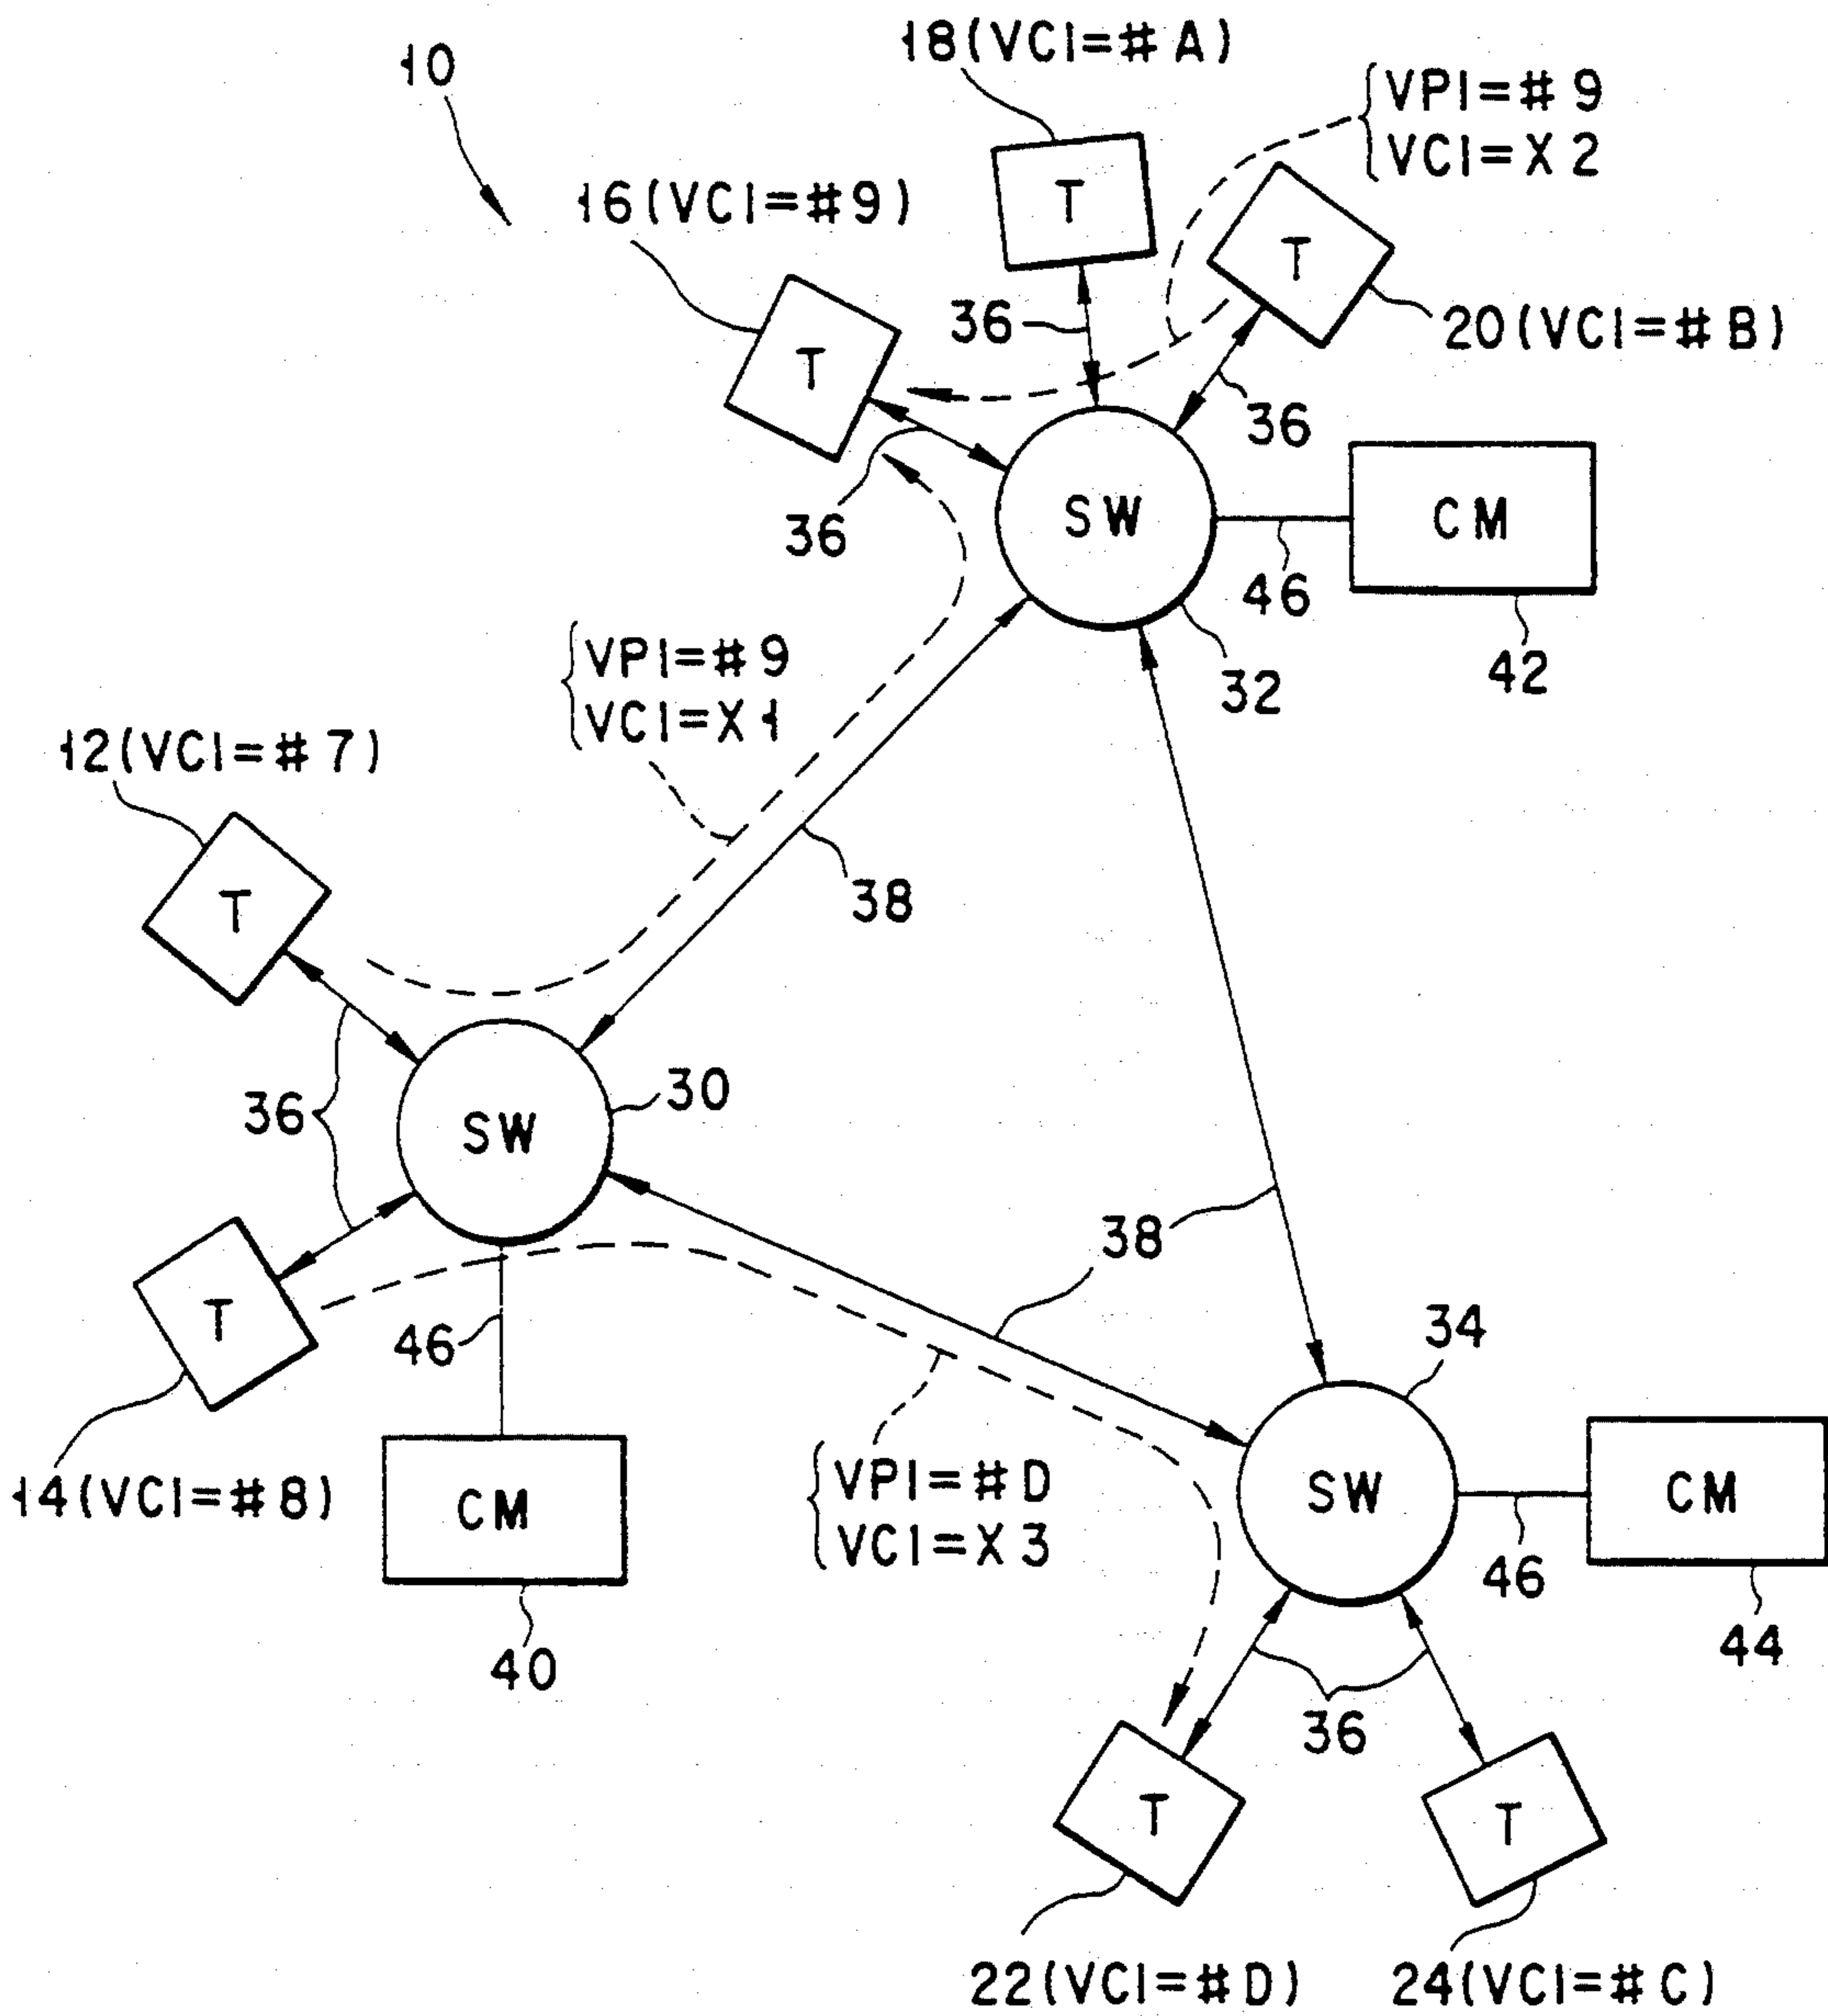 18(VCI=#A)
10
VPI=#9
VCI=X2
16(VCI=#9)
T
T
T
36
20(VCI=#B)
36
36
SW
CM
46
32
42
VPI=#9
VCI=X1
12(VCI=#7)
38
T
30
36
SW
38
34
T
46
14(VCI=#8)
CM
VPI=#D
VCI=X3
SW
CM
46
40
44
36
T
T
22(VCI=#D)
24(VCI=#C)